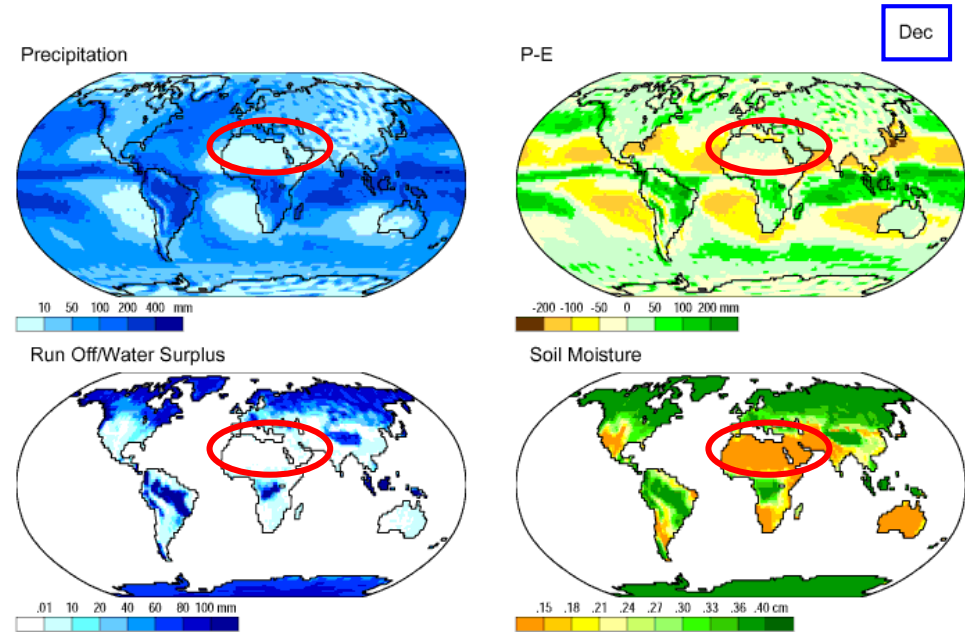 Dec
Precipitation
P-E
10 50 100 200 400 mm
-200 -100 -50 0 50 100 200 mm
Run Off/Water Surplus
Soil Moisture
.01 10 20 40 60 80 100 mm
.15 .18 .21 .24 .27 .30 .33 .36 .40 cm